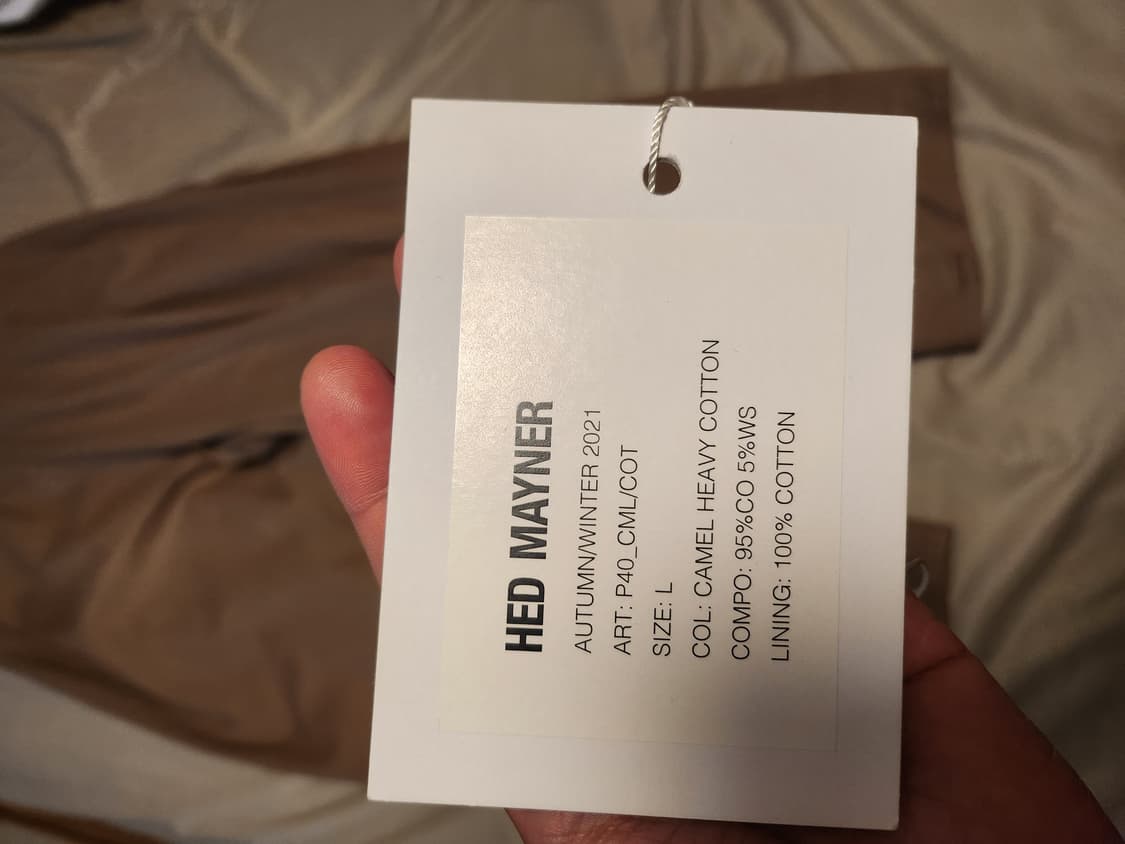 HED MAYNER
AUTUMN/WINTER 2021
ART: P40_CML/COT
SIZE: L
COL: CAMEL HEAVY COTTON
COMPO: 95%CO 5%WS
LINING: 100% COTTON